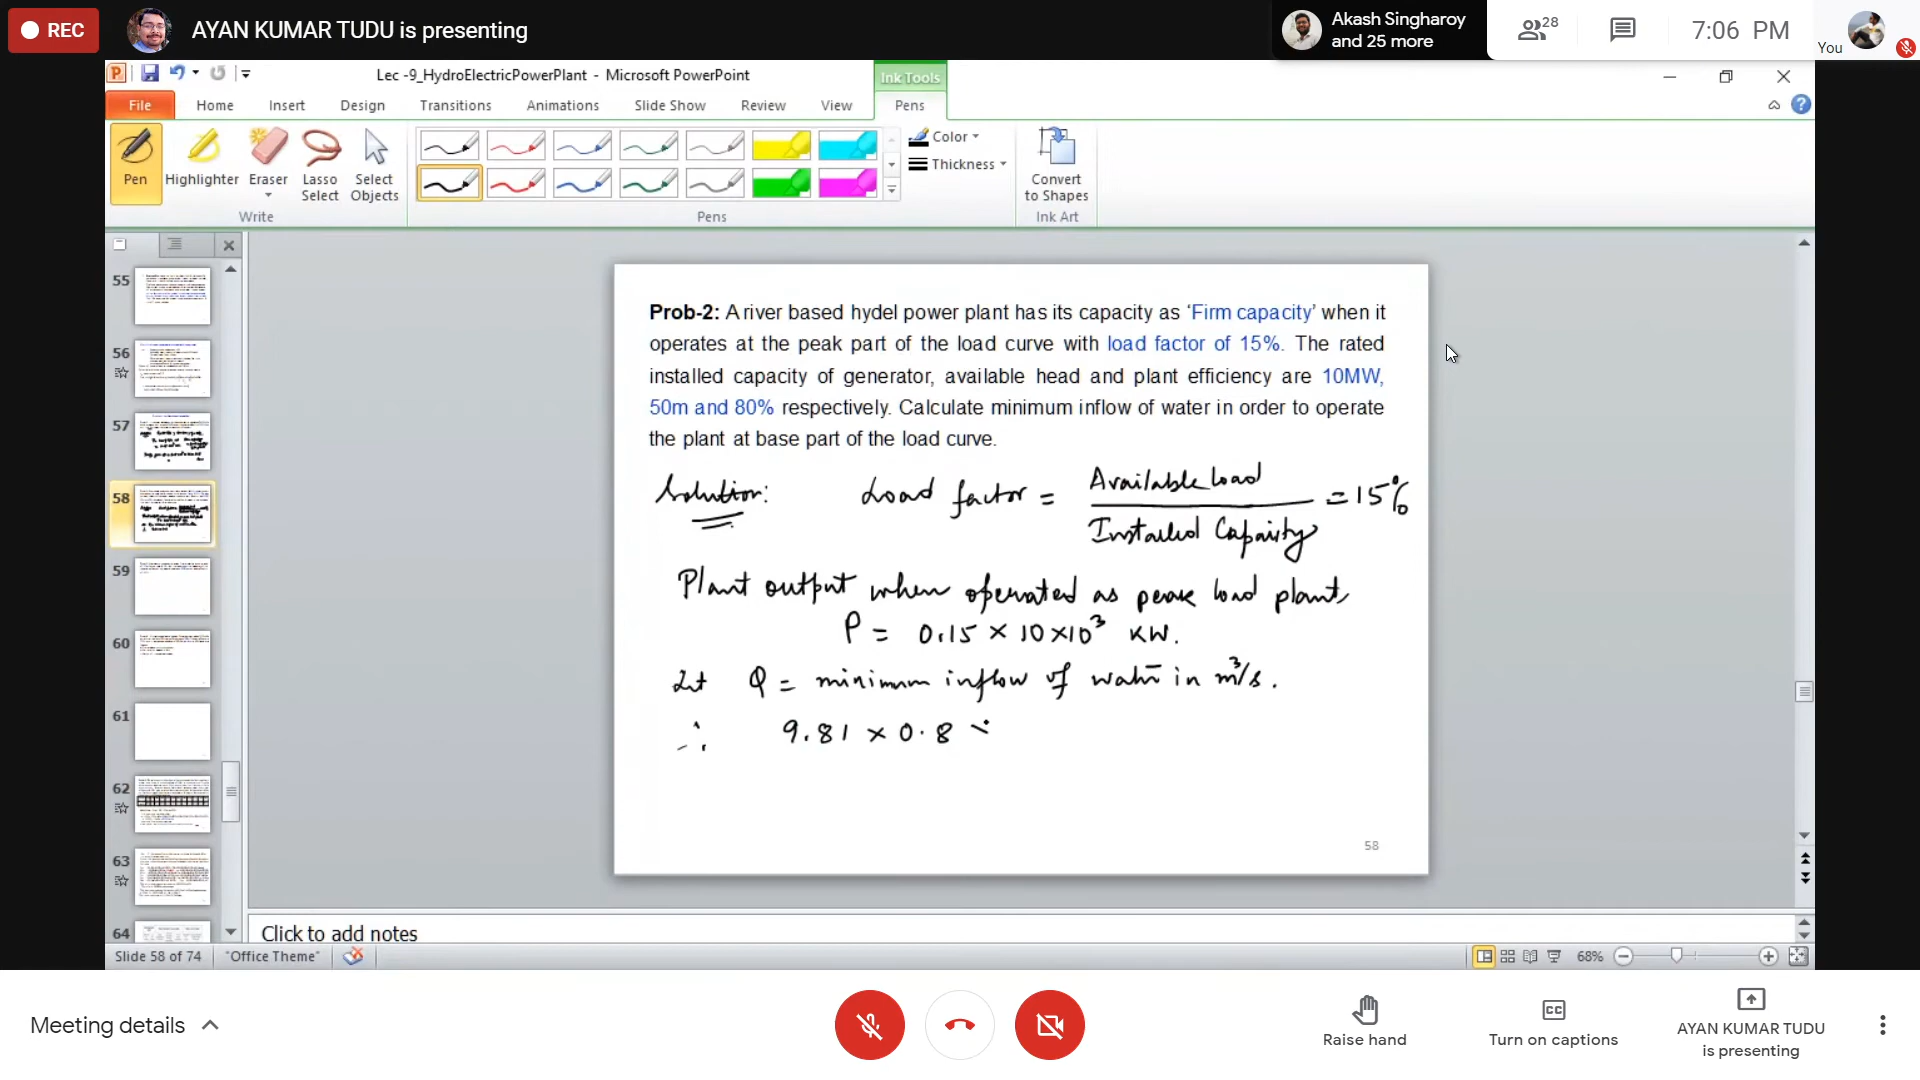 REC
AYAN KUMAR TUDU is presenting
Akash Singharoy
and 25 more
28
7:06 PM
You
Lec -9_HydroElectricPowerPlant - Microsoft PowerPoint
Ink Tools
File Home Insert Design Transitions Animations Slide Show Review View Pens
Pen Highlighter Eraser Lasso Select Select Objects
Color
Thickness
Convert to Shapes
Write
Pens
Ink Art
55
56
57
58
59
60
61
62
63
64
Prob-2: A river based hydel power plant has its capacity as ‘Firm capacity’ when it
operates at the peak part of the load curve with load factor of 15%. The rated
installed capacity of generator, available head and plant efficiency are 10MW,
50m and 80% respectively. Calculate minimum inflow of water in order to operate
the plant at base part of the load curve.
Solution: Load factor = Available Load / Installed Capacity = 15%
Plant output when operated as peak load plant,
P = 0.15 × 10 × 10³ KW.
Let Q = minimum inflow of water in m³/s.
∴ 9.81 × 0.8 ×
58
Click to add notes
Slide 58 of 74 "Office Theme" 68%
Meeting details
Raise hand
Turn on captions
AYAN KUMAR TUDU
is presenting